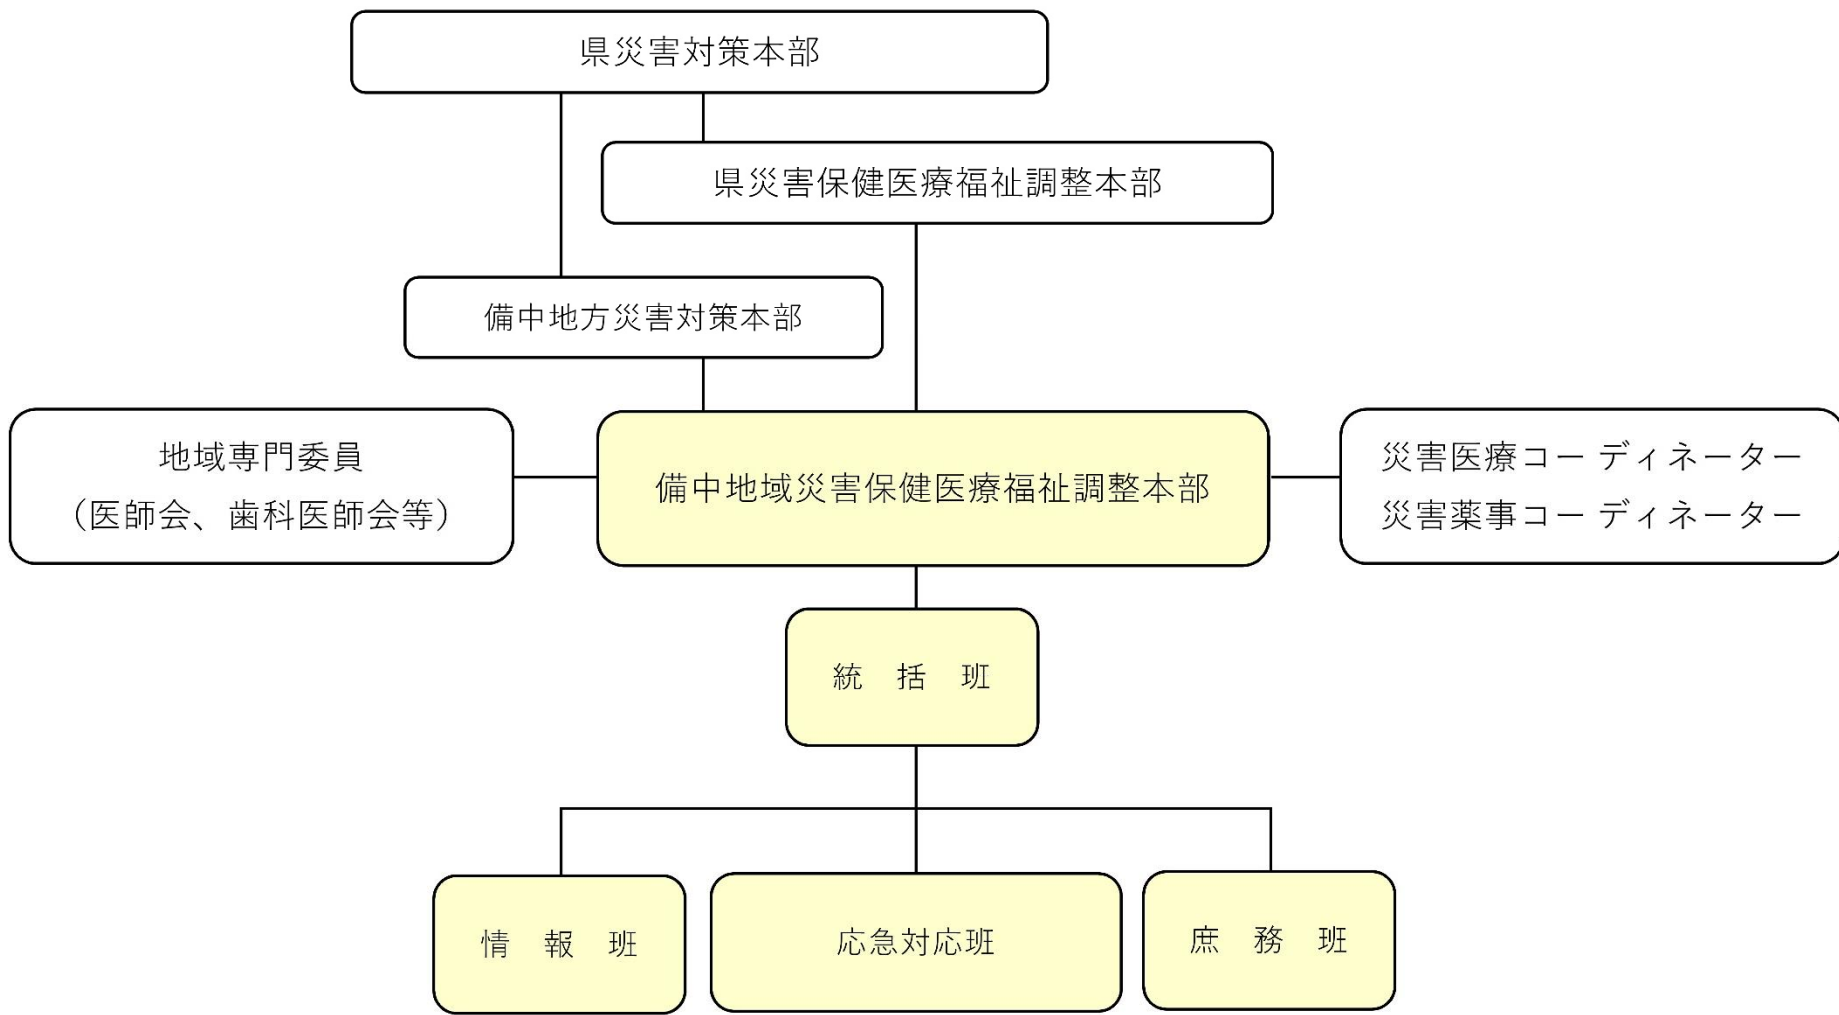 県災害対策本部
県災害保健医療福祉調整本部
備中地方災害対策本部
地域専門委員
（医師会、歯科医師会等）
備中地域災害保健医療福祉調整本部
災害医療コーディネーター
災害薬事コーディネーター
統　括　班
情　報　班
応急対応班
庶　務　班